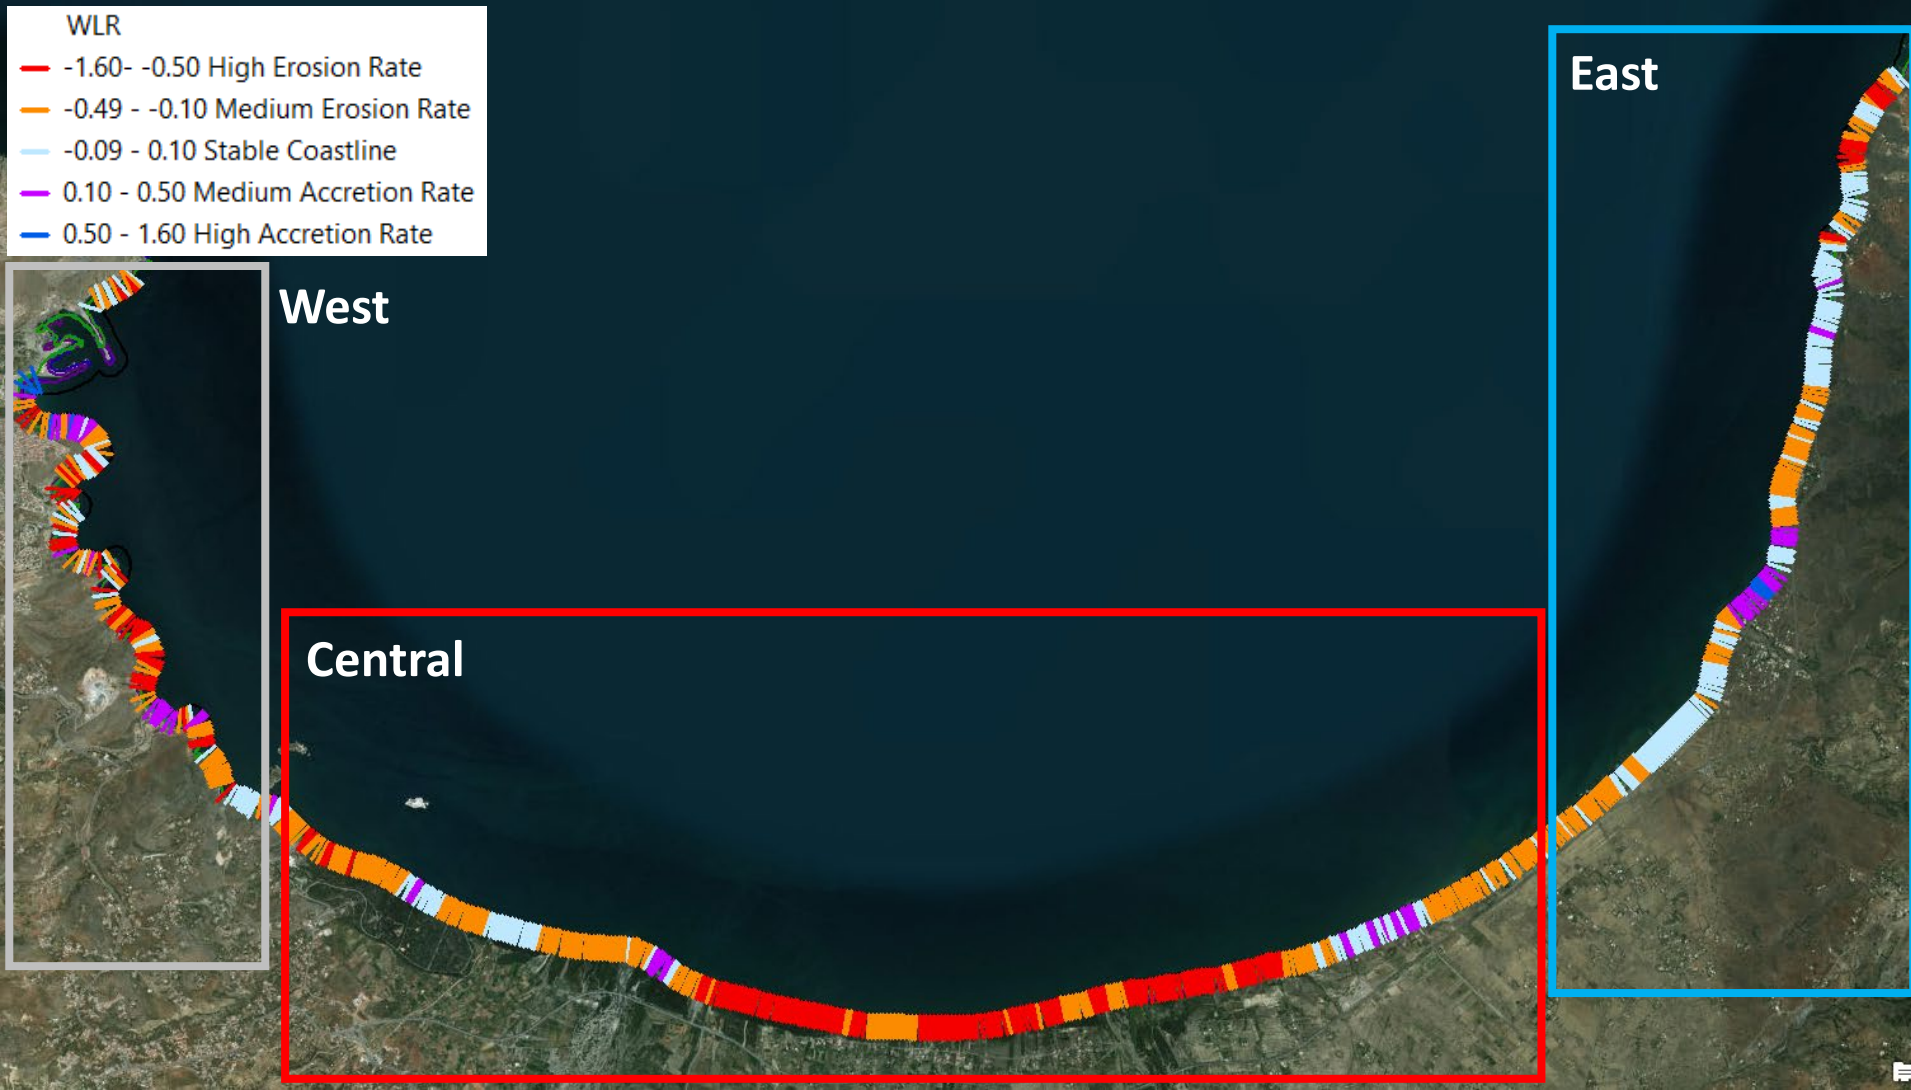 WLR
-1.60- -0.50 High Erosion Rate
-0.49 - -0.10 Medium Erosion Rate
-0.09 - 0.10 Stable Coastline
0.10 - 0.50 Medium Accretion Rate
0.50 - 1.60 High Accretion Rate
East
West
Central